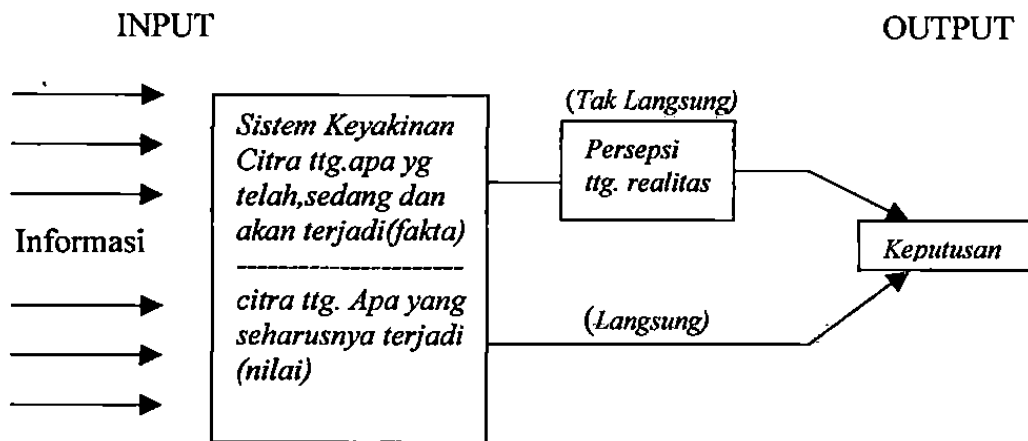 INPUT
OUTPUT
Informasi
Sistem Keyakinan
Citra ttg.apa yg
telah,sedang dan
akan terjadi(fakta)
citra ttg. Apa yang
seharusnya terjadi
(nilai)
(Tak Langsung)
Persepsi
ttg. realitas
(Langsung)
Keputusan